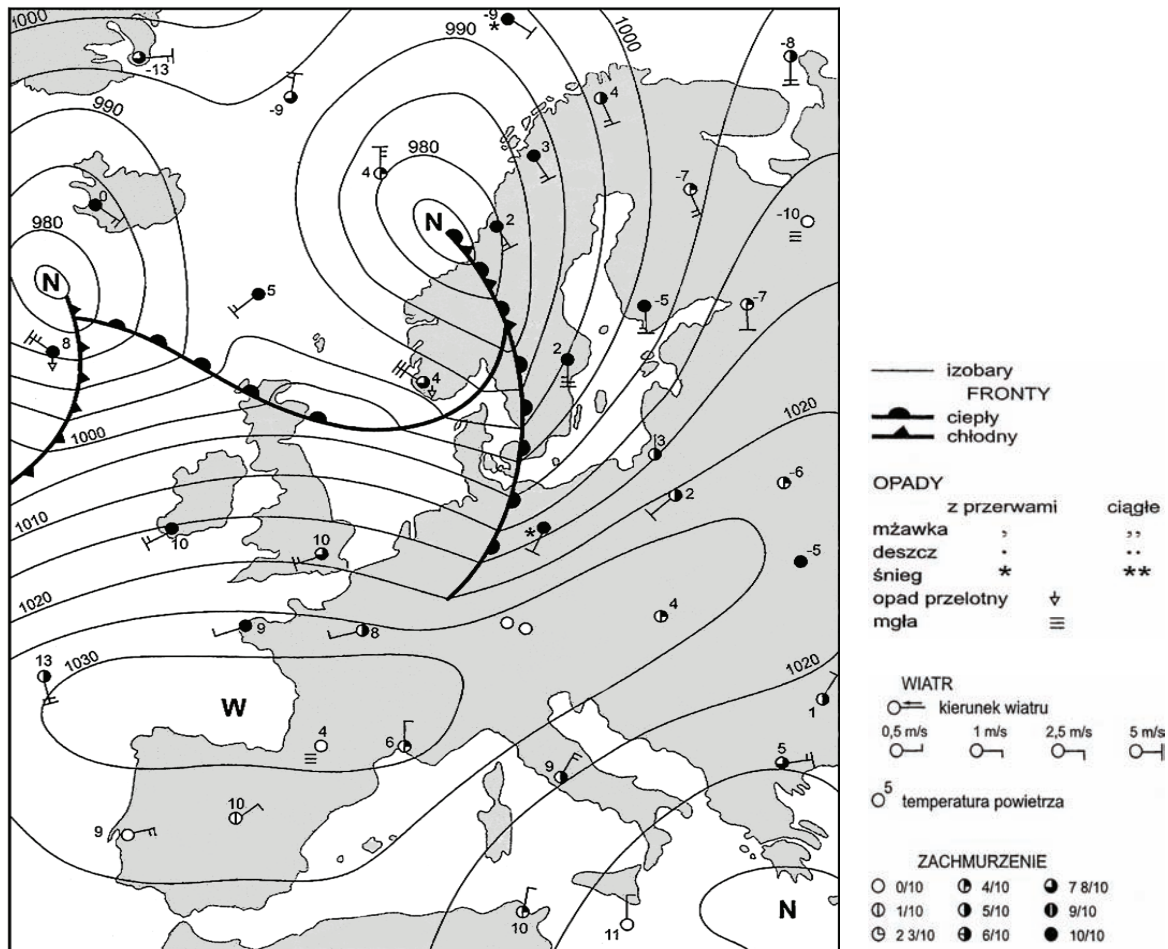 1000
-9
*
990
1000
-8
-13
-9
4
990
980
4
3
-7
0
-10
980
N
2
N
5
-5
-7
8
2
4
1020
1000
3
-6
2
1010
*
10
10
-5
1020
4
9
8
1030
13
1020
W
4
6
1
5
9
10
9
10
11
N
izobary
FRONTY
ciepły
chłodny
OPADY
z przerwami ciągłe
mżawka , ,,
deszcz . ..
śnieg * **
opad przelotny
mgła
WIATR
kierunek wiatru
0,5 m/s 1 m/s 2,5 m/s 5 m/s
5
temperatura powietrza
ZACHMURZENIE
0/10 4/10 7 8/10
1/10 5/10 9/10
2 3/10 6/10 10/10